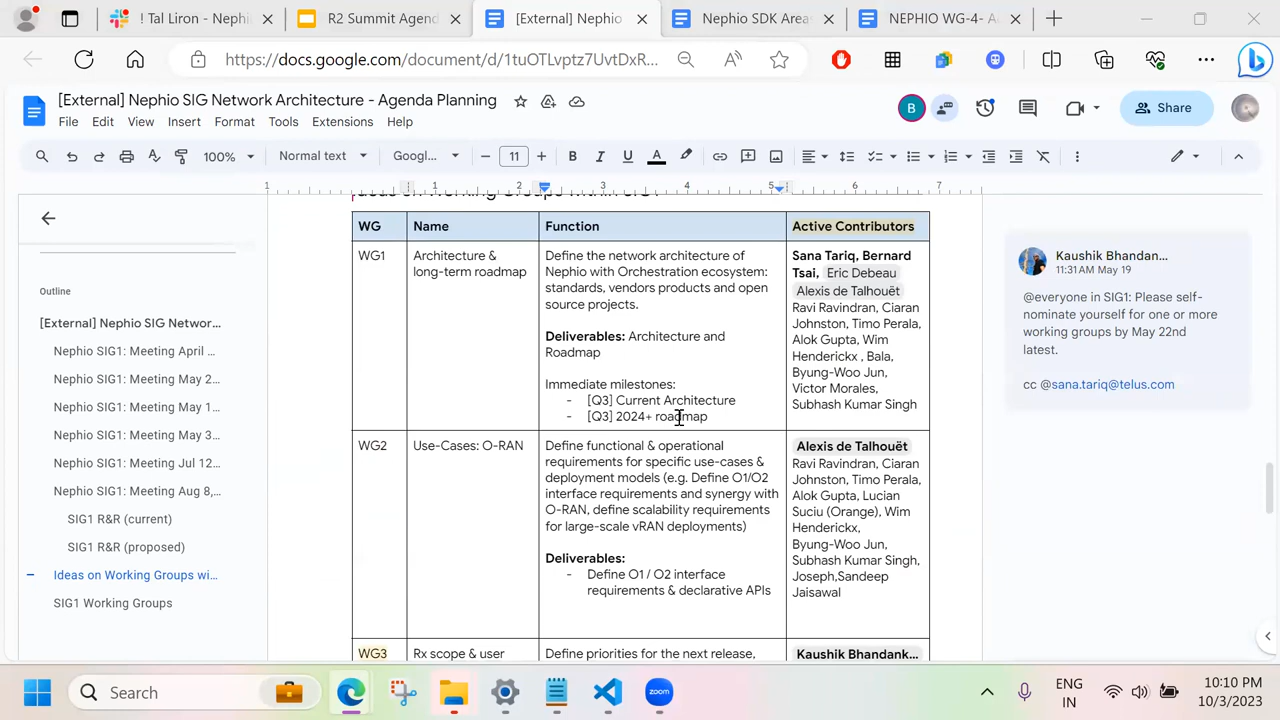 ! Tal Liron - Nephi
R2 Summit Agend
[External] Nephio
Nephio SDK Area
NEPHIO WG-4- A
https://docs.google.com/document/d/1tuOTLvptz7UvtDxR...
[External] Nephio SIG Network Architecture - Agenda Planning
B
Share
File Edit View Insert Format Tools Extensions Help
100% Normal text Googl... 11 B I U A
1 1 2 3 4 5 6 7
WG Name Function Active Contributors
WG1
Architecture &
long-term roadmap
Define the network architecture of
Nephio with Orchestration ecosystem:
standards, vendors products and open
source projects.
Deliverables: Architecture and
Roadmap
Immediate milestones:
- [Q3] Current Architecture
- [Q3] 2024+ roadmap
Sana Tariq, Bernard
Tsai, Eric Debeau
Alexis de Talhouët
Ravi Ravindran, Ciaran
Johnston, Timo Perala,
Alok Gupta, Wim
Henderickx , Bala,
Byung-Woo Jun,
Victor Morales,
Subhash Kumar Singh
WG2
Use-Cases: O-RAN
Define functional & operational
requirements for specific use-cases &
deployment models (e.g. Define O1/O2
interface requirements and synergy with
O-RAN, define scalability requirements
for large-scale vRAN deployments)
Deliverables:
- Define O1 / O2 interface
requirements & declarative APIs
Alexis de Talhouët
Ravi Ravindran, Ciaran
Johnston, Timo Perala,
Alok Gupta, Lucian
Suciu (Orange), Wim
Henderickx,
Byung-Woo Jun,
Subhash Kumar Singh,
Joseph,Sandeep
Jaisawal
WG3
Rx scope & user
Define priorities for the next release,
Kaushik Bhandank...
Outline
[External] Nephio SIG Networ...
Nephio SIG1: Meeting April ...
Nephio SIG1: Meeting May 2...
Nephio SIG1: Meeting May 1...
Nephio SIG1: Meeting May 3...
Nephio SIG1: Meeting Jul 12...
Nephio SIG1: Meeting Aug 8,...
SIG1 R&R (current)
SIG1 R&R (proposed)
Ideas on Working Groups wi...
SIG1 Working Groups
Kaushik Bhandan...
11:31 AM May 19
@everyone in SIG1: Please self-
nominate yourself for one or more
working groups by May 22nd
latest.
cc @sana.tariq@telus.com
Search
zoom
ENG
IN
10:10 PM
10/3/2023